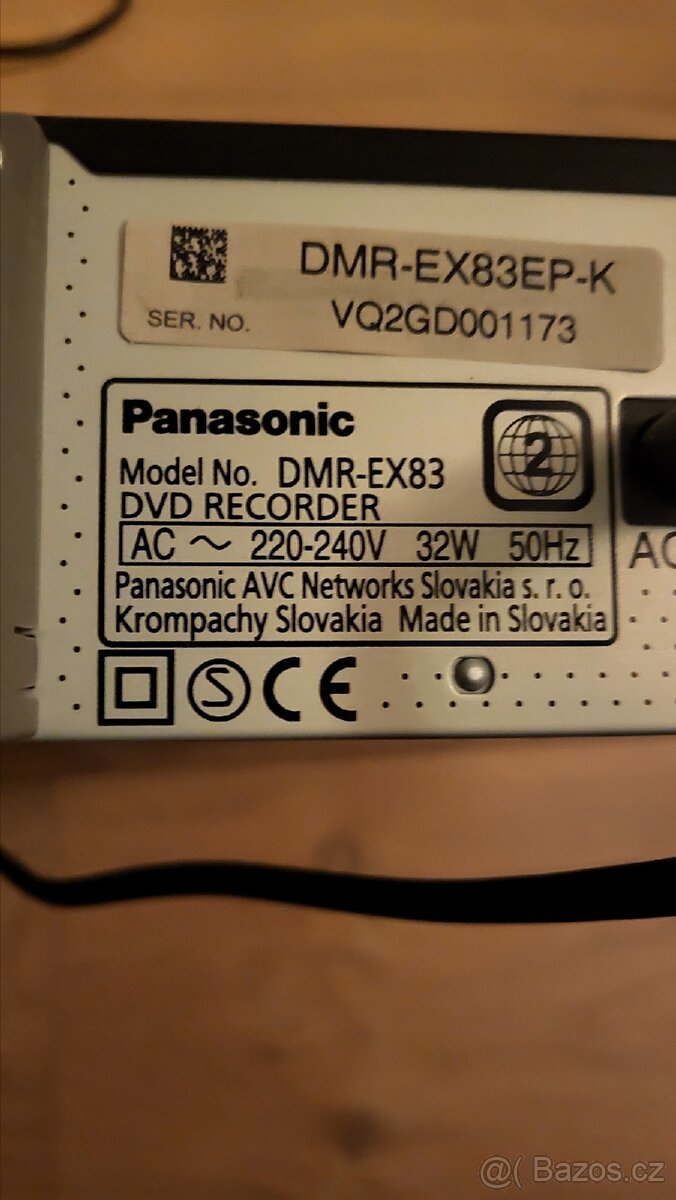 DMR-EX83EP-K
SER. NO. VQ2GD001173
Panasonic
2
Model No. DMR-EX83
DVD RECORDER
AC ~ 220-240V 32W 50Hz
AC
Panasonic AVC Networks Slovakia s. r. o.
Krompachy Slovakia Made in Slovakia
S CE
@( Bazos.cz